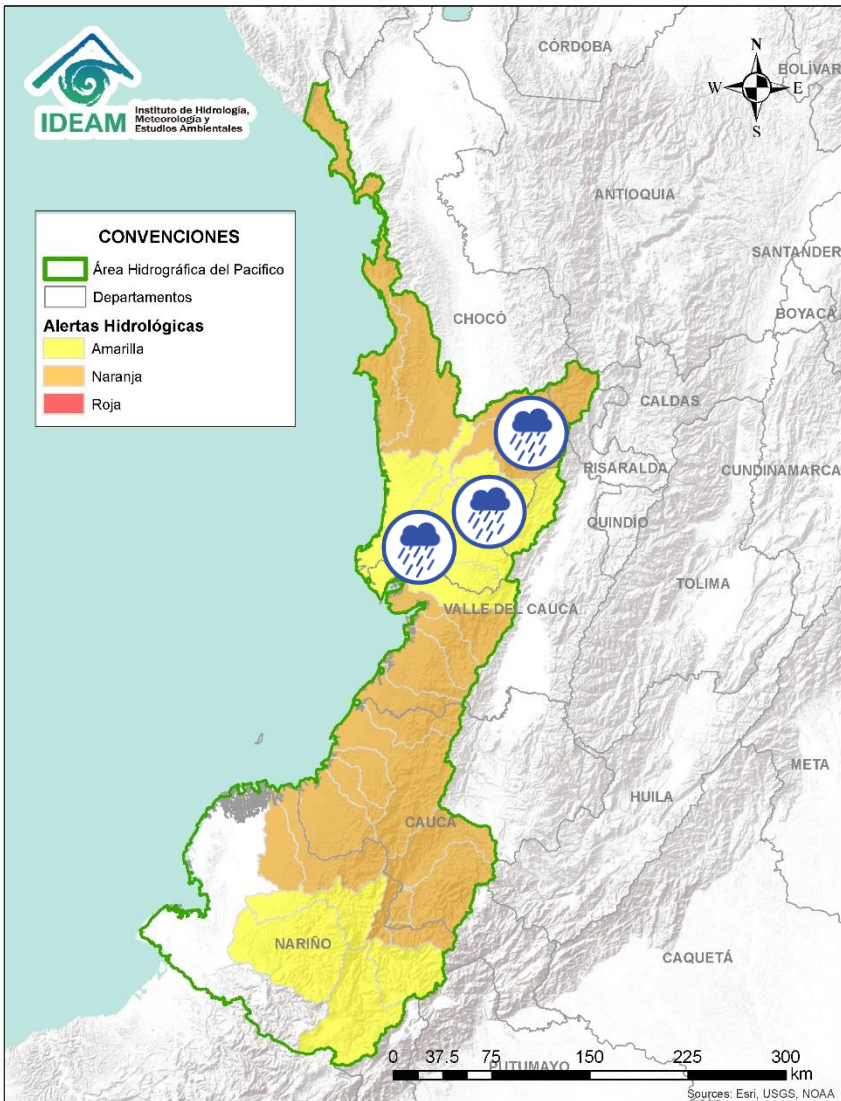 IDEAM
Instituto de Hidrología,
Meteorología y
Estudios Ambientales
CÓRDOBA
N
W
E
S
BOLÍVAR
ANTIOQUIA
SANTANDER
BOYACÁ
CONVENCIONES
Área Hidrográfica del Pacifico
Departamentos
Alertas Hidrológicas
Amarilla
Naranja
Roja
CHOCÓ
CALDAS
RISARALDA
CUNDINAMARCA
QUINDÍO
TOLIMA
VALLE DEL CAUCA
META
HUILA
CAUCA
NARIÑO
CAQUETÁ
PUTUMAYO
0 37.5 75 150 225 300
km
Sources: Esri, USGS, NOAA